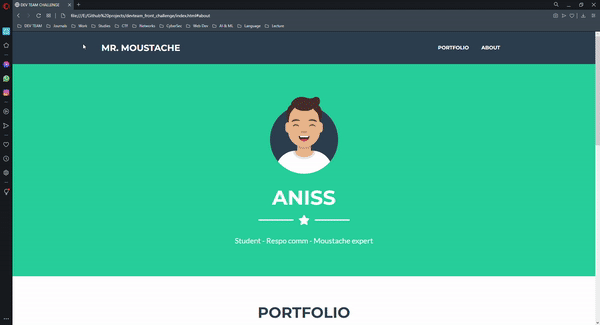 DEV TEAM CHALLENGE
file:///E:/Github%20projects/devteam_front_challenge/index.html#about
DEV TEAM Journals Work Studies CTF Networks CyberSec Web Dev AI & ML Language Lecture
MR. MOUSTACHE PORTFOLIO ABOUT
ANISS
Student - Respo comm - Moustache expert
PORTFOLIO